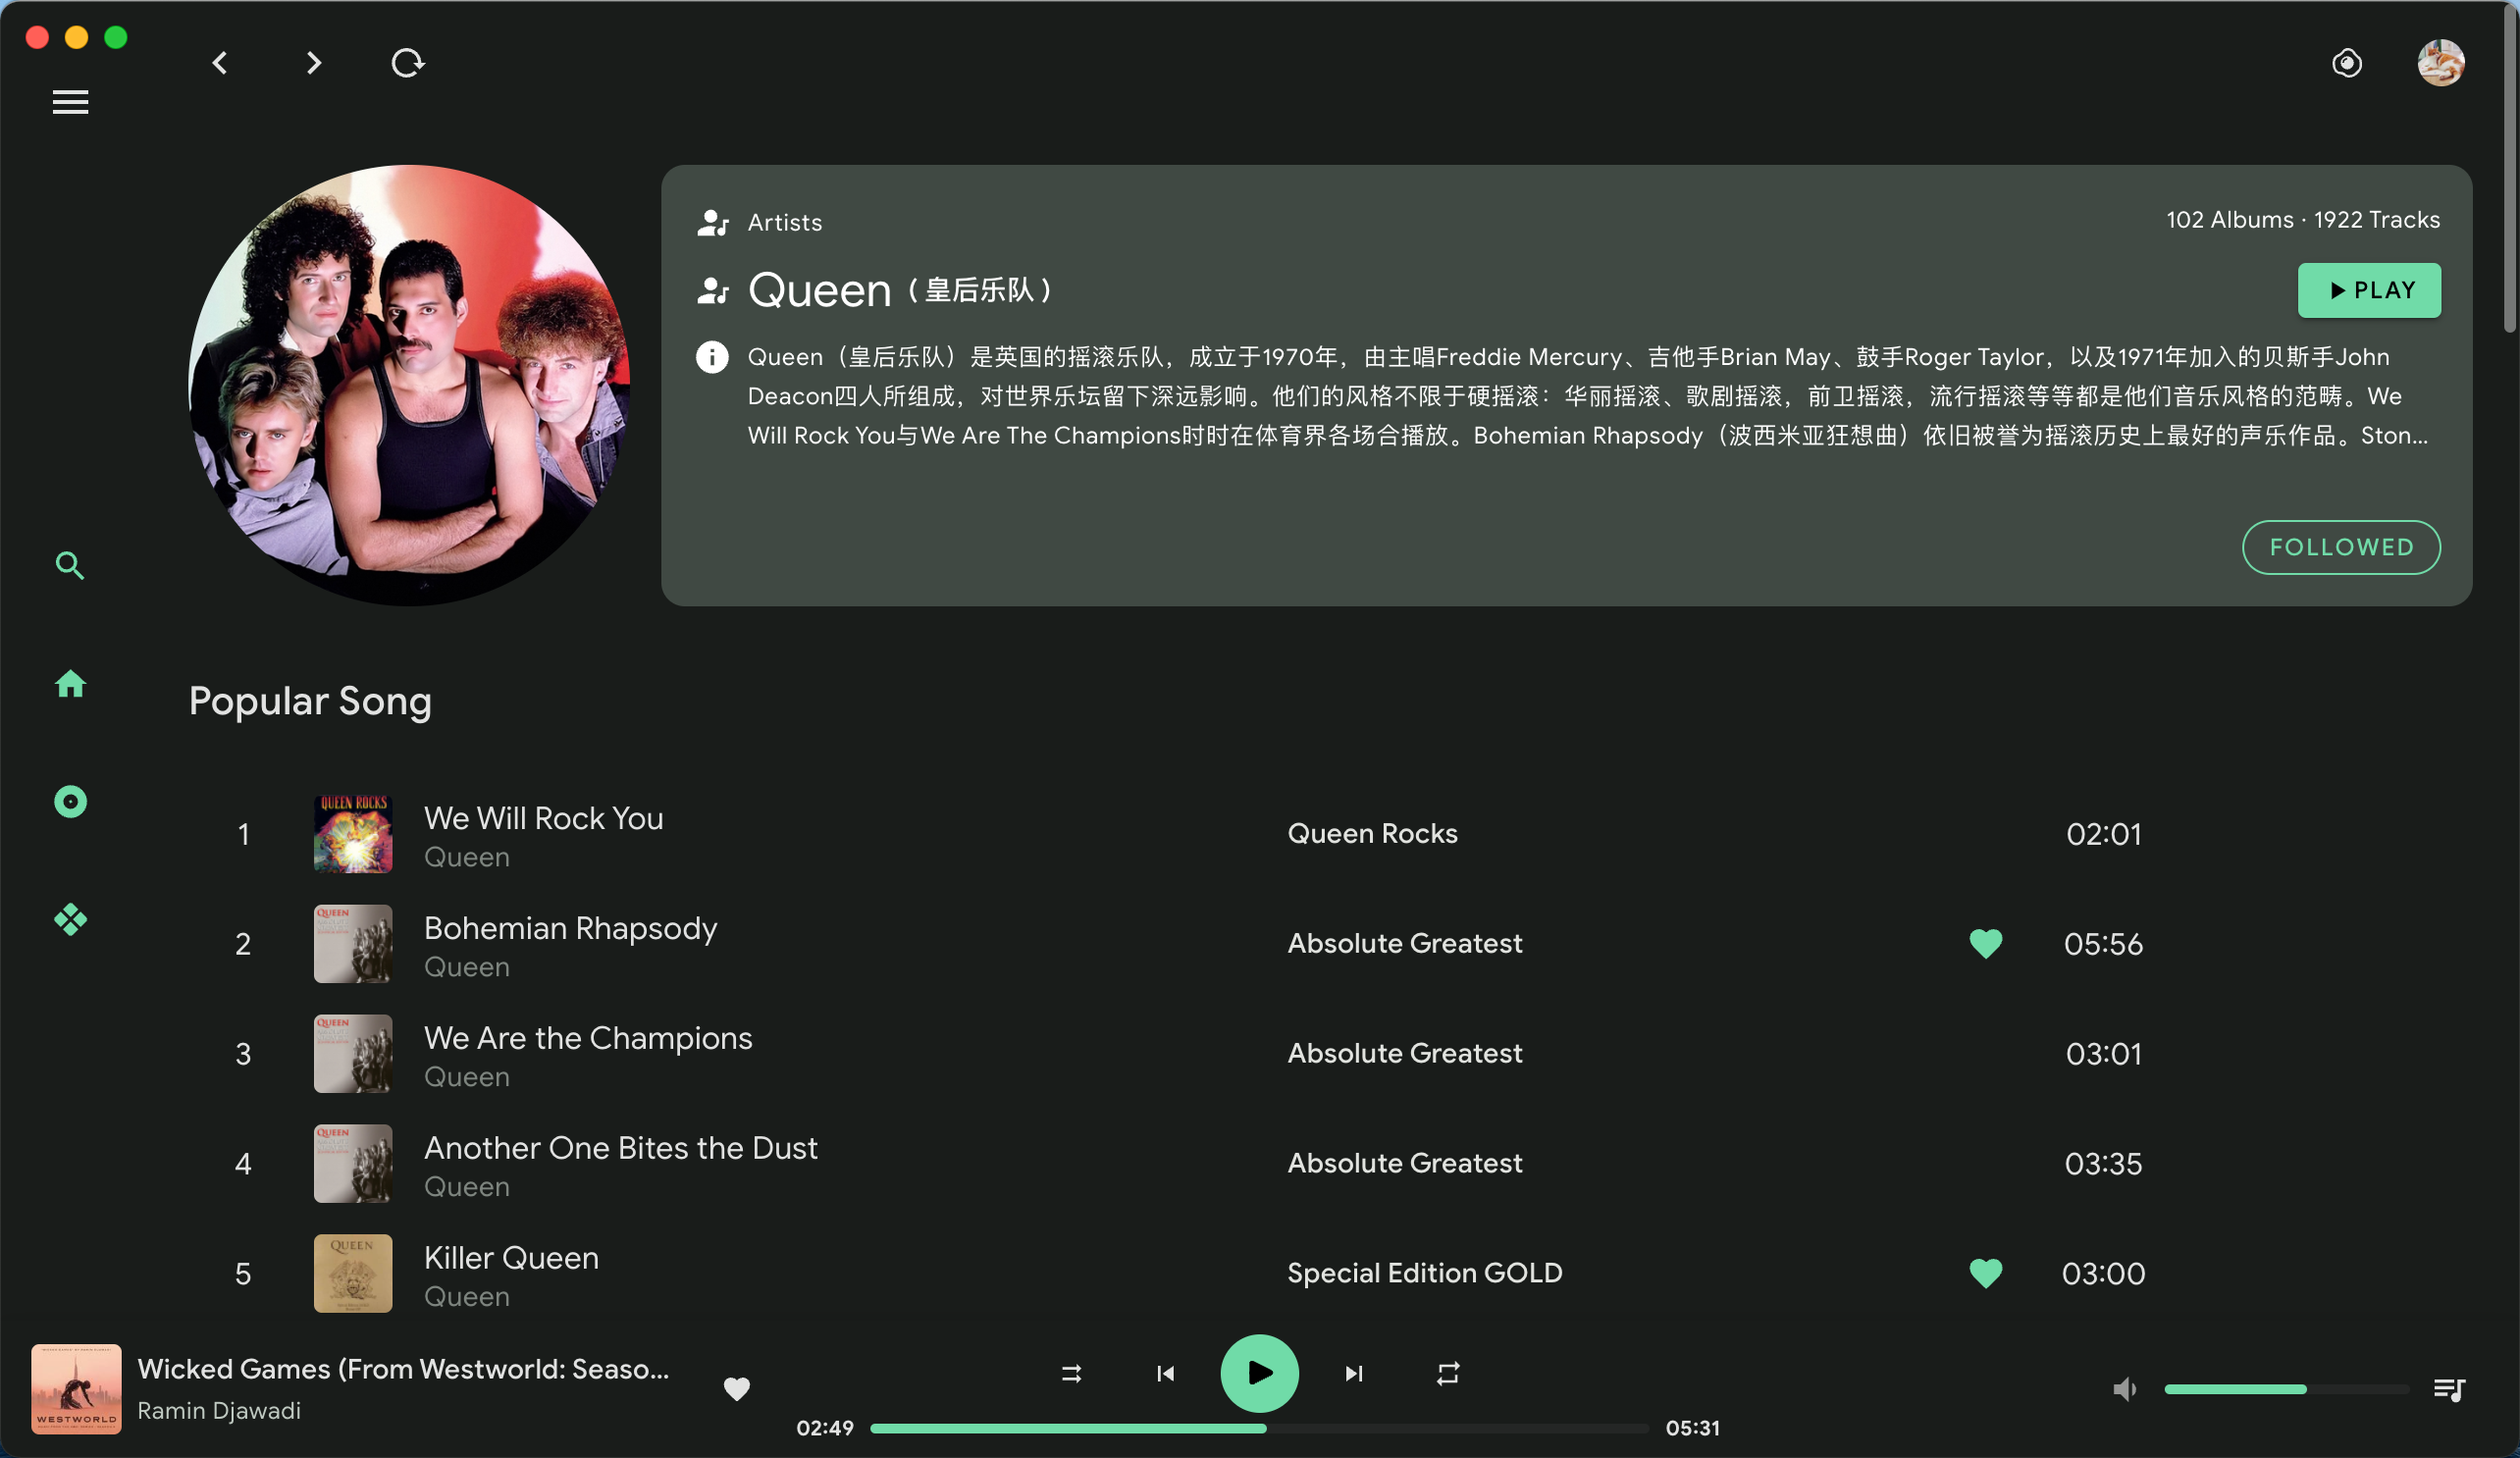 Artists
102 Albums · 1922 Tracks
Queen（皇后乐队）
PLAY
Queen（皇后乐队）是英国的摇滚乐队，成立于1970年，由主唱Freddie Mercury、吉他手Brian May、鼓手Roger Taylor，以及1971年加入的贝斯手John
Deacon四人所组成，对世界乐坛留下深远影响。他们的风格不限于硬摇滚：华丽摇滚、歌剧摇滚，前卫摇滚，流行摇滚等等都是他们音乐风格的范畴。We
Will Rock You与We Are The Champions时时在体育界各场合播放。Bohemian Rhapsody（波西米亚狂想曲）依旧被誉为摇滚历史上最好的声乐作品。Ston...
FOLLOWED
Popular Song
1
QUEEN ROCKS
We Will Rock You
Queen
Queen Rocks
02:01
2
QUEEN
Bohemian Rhapsody
Queen
Absolute Greatest
05:56
3
QUEEN
We Are the Champions
Queen
Absolute Greatest
03:01
4
QUEEN
Another One Bites the Dust
Queen
Absolute Greatest
03:35
5
QUEEN
Killer Queen
Queen
Special Edition GOLD
03:00
WESTWORLD
Wicked Games (From Westworld: Seaso...
Ramin Djawadi
02:49
05:31